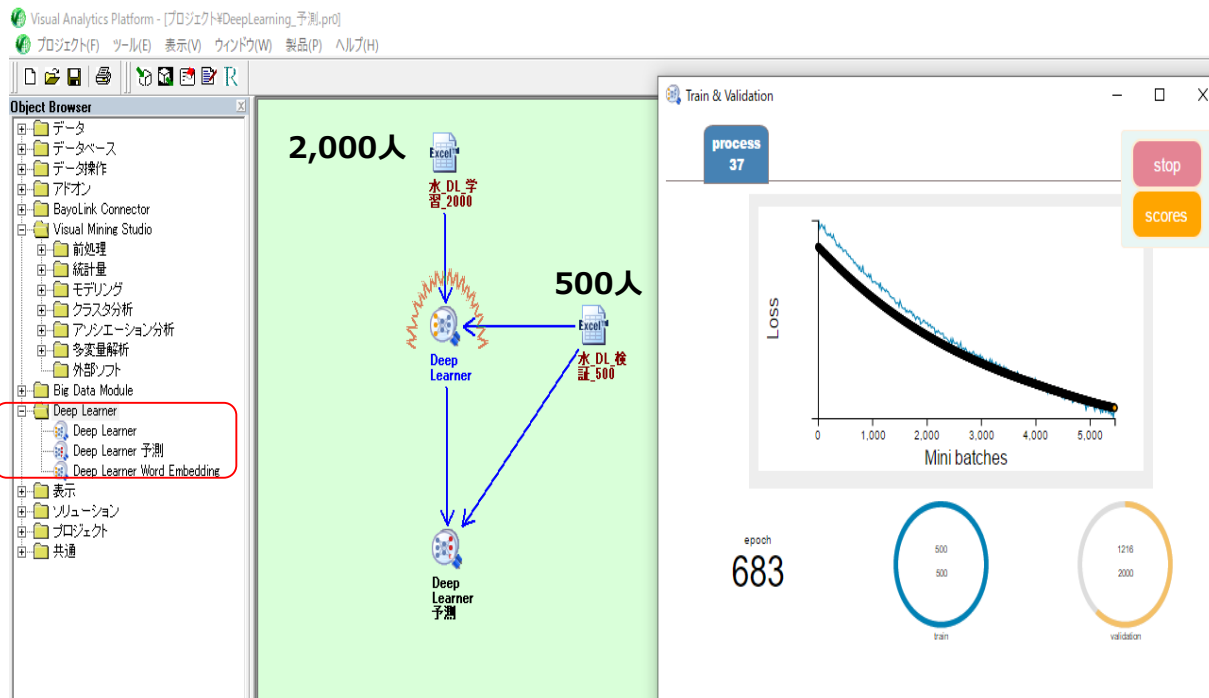 Visual Analytics Platform - [プロジェクト¥DeepLearning_予測.pr0]
プロジェクト(F) ツール(E) 表示(V) ウィンドウ(W) 製品(P) ヘルプ(H)
R
Object Browser
データ
データベース
データ操作
アドオン
BayoLink Connector
Visual Mining Studio
前処理
統計量
モデリング
クラスタ分析
アソシエーション分析
多変量解析
外部ソフト
Big Data Module
Deep Learner
Deep Learner
Deep Learner 予測
Deep Learner Word Embedding
表示
ソリューション
プロジェクト
共通
2,000人
Excel
水_DL_学
習_2000
500人
Excel
水_DL_検
証_500
Deep
Learner
Deep
Learner
予測
Train & Validation
process
37
stop
scores
Loss
0 1,000 2,000 3,000 4,000 5,000
Mini batches
epoch
683
500
500
train
1216
2000
validation